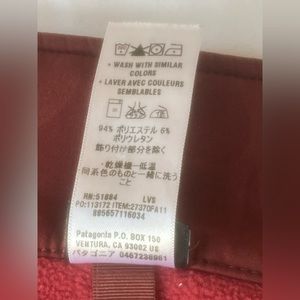 • WASH WITH SIMILAR
COLORS
• LAVER AVEC COULEURS
SEMBLABLES
94% ポリエステル 6%
ポリウレタン
飾り付が部分を除く
・乾燥機－低温
・同系色のものと一緒に洗う
こと
RN:51884 LVS
PO:113172 ITEM:27370FA11
885657116034
Patagonia P.O. BOX 150
VENTURA, CA 93002 US
パタゴニア 0467236961